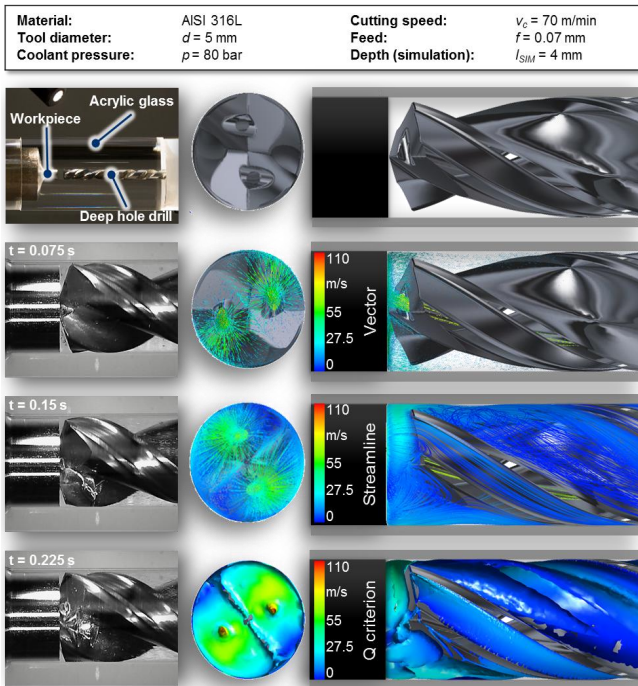 Material: AISI 316L Cutting speed: vc = 70 m/min
Tool diameter: d = 5 mm Feed: f = 0.07 mm
Coolant pressure: p = 80 bar Depth (simulation): lSIM = 4 mm
Acrylic glass
Workpiece
Deep hole drill
t = 0.075 s
110
m/s
55
27.5
0
Vector
t = 0.15 s
110
m/s
55
27.5
0
Streamline
t = 0.225 s
110
m/s
55
27.5
0
Q criterion